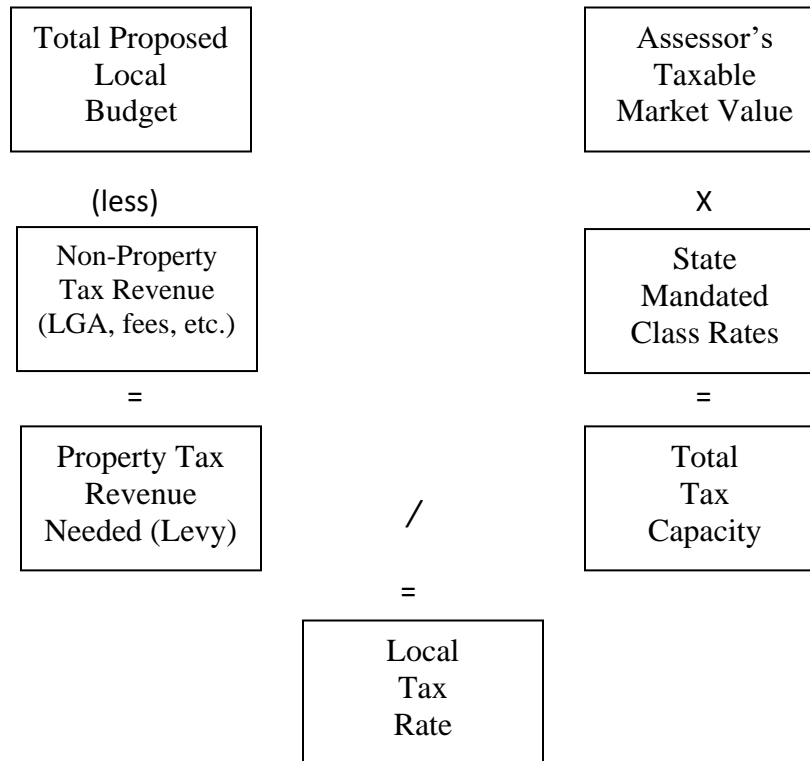 Total Proposed
Local
Budget
Assessor’s
Taxable
Market Value
(less)
X
Non-Property
Tax Revenue
(LGA, fees, etc.)
State
Mandated
Class Rates
=
=
Property Tax
Revenue
Needed (Levy)
/
Total
Tax
Capacity
=
Local
Tax
Rate